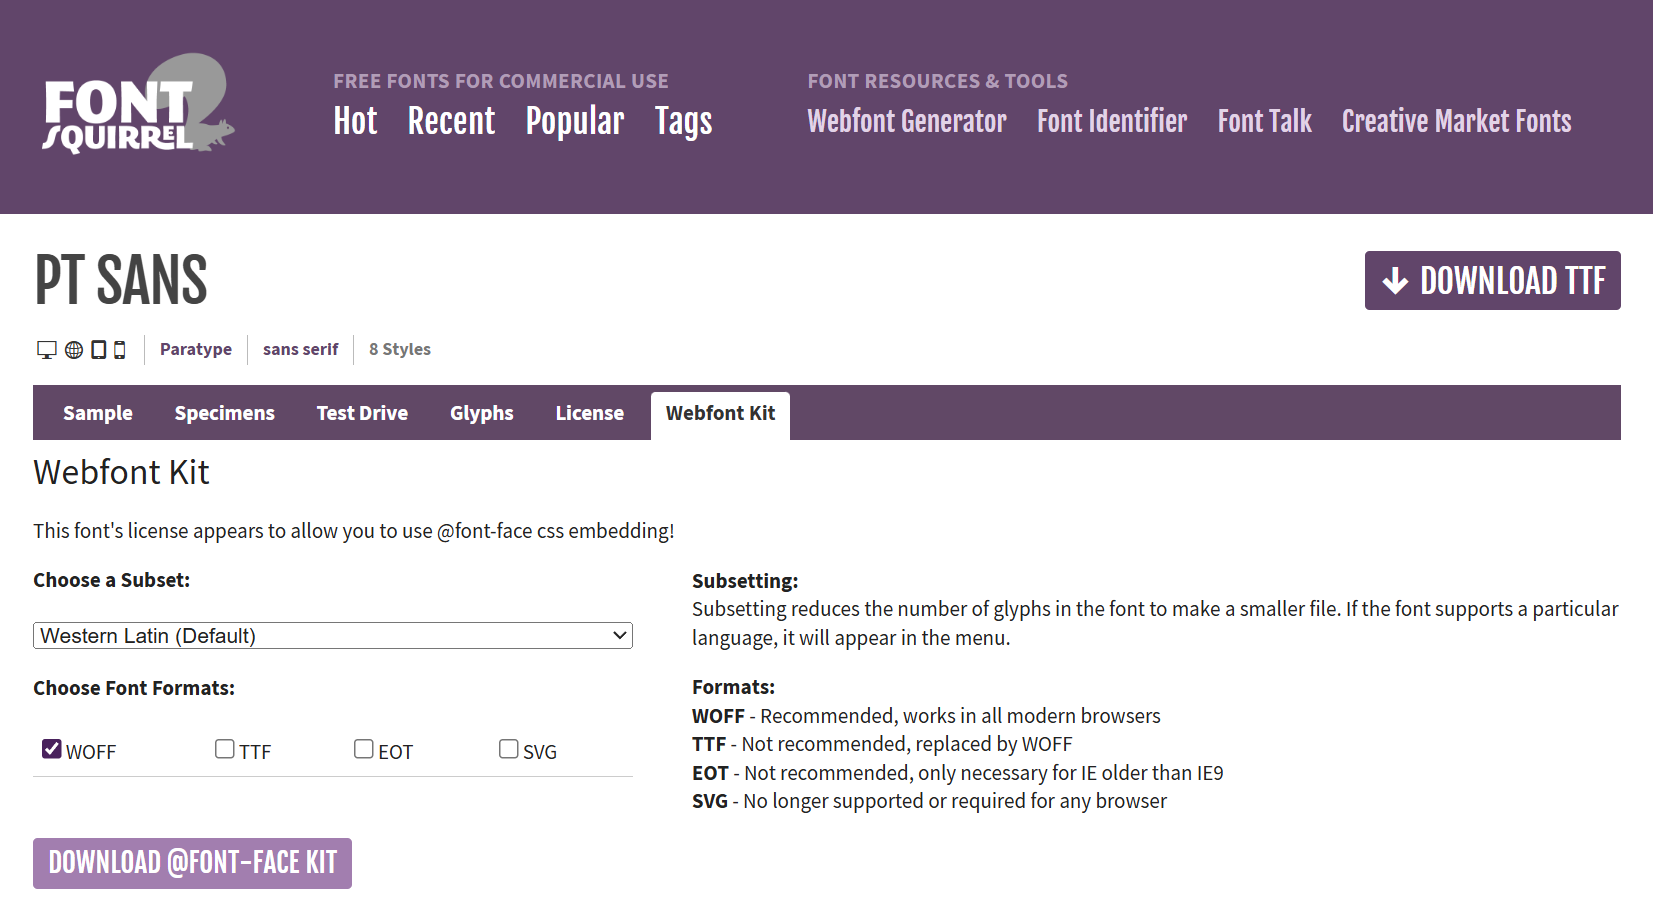 FONT SQUIRREL
FREE FONTS FOR COMMERCIAL USE
Hot Recent Popular Tags
FONT RESOURCES & TOOLS
Webfont Generator Font Identifier Font Talk Creative Market Fonts
PT SANS
DOWNLOAD TTF
Paratype sans serif 8 Styles
Sample Specimens Test Drive Glyphs License Webfont Kit
Webfont Kit
This font's license appears to allow you to use @font-face css embedding!
Choose a Subset:
Western Latin (Default)
Choose Font Formats:
WOFF TTF EOT SVG
Subsetting:
Subsetting reduces the number of glyphs in the font to make a smaller file. If the font supports a particular
language, it will appear in the menu.
Formats:
WOFF - Recommended, works in all modern browsers
TTF - Not recommended, replaced by WOFF
EOT - Not recommended, only necessary for IE older than IE9
SVG - No longer supported or required for any browser
DOWNLOAD @FONT-FACE KIT